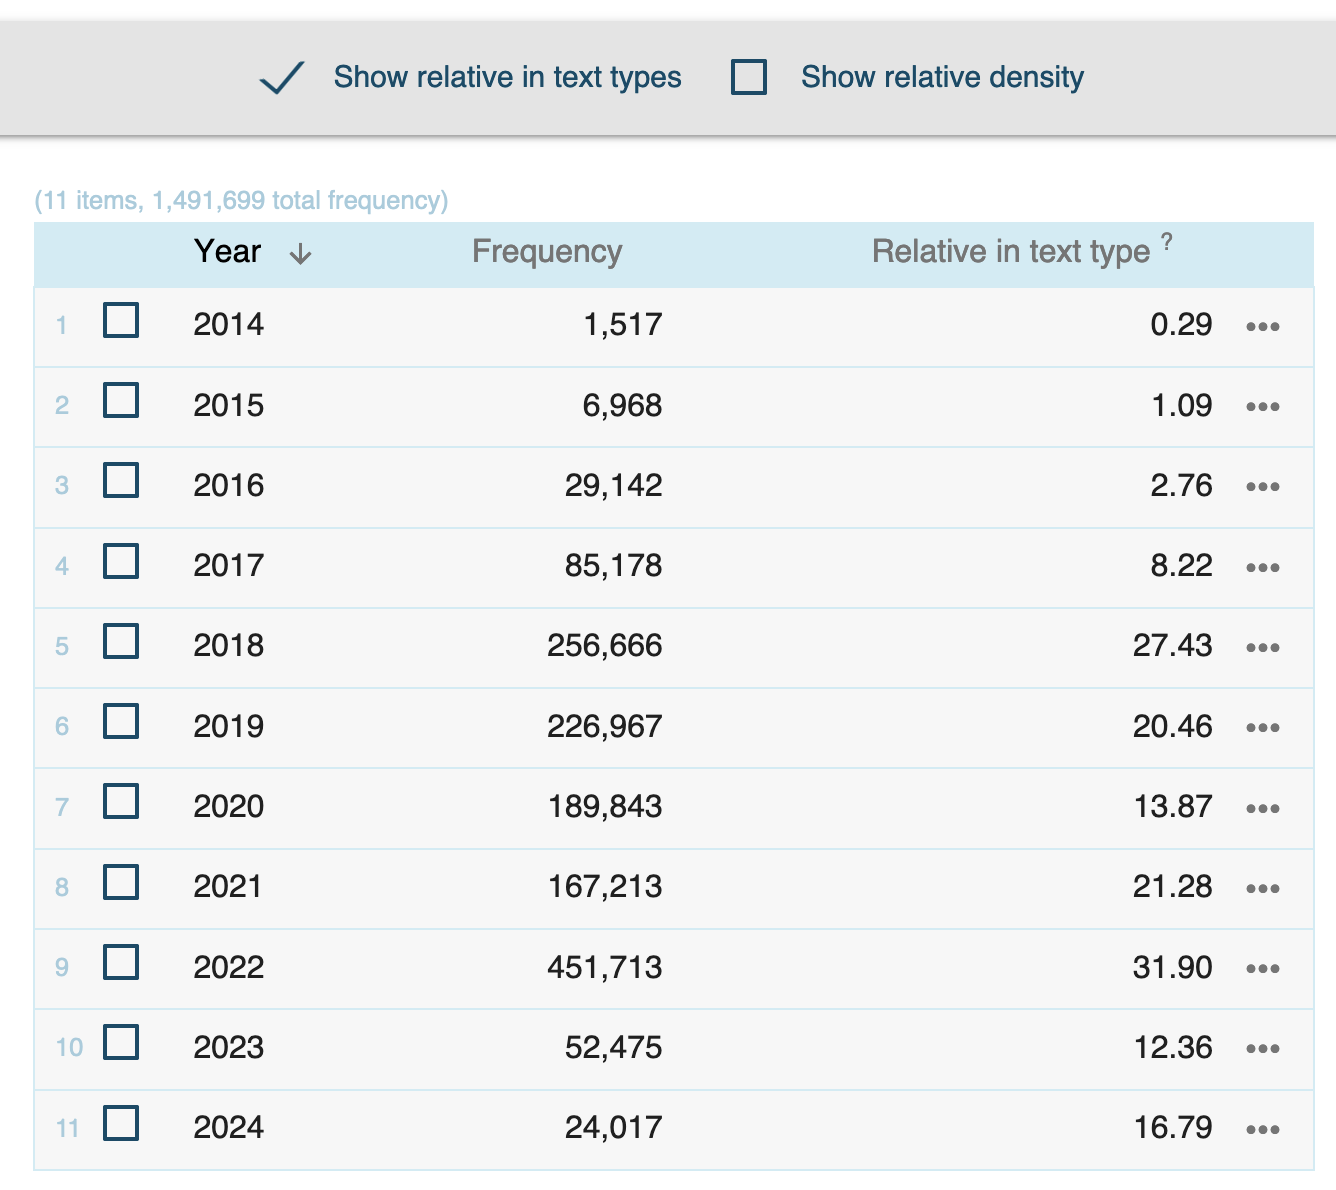 Show relative in text types Show relative density
(11 items, 1,491,699 total frequency)
Year ↓ Frequency Relative in text type ?
1 2014 1,517 0.29 •••
2 2015 6,968 1.09 •••
3 2016 29,142 2.76 •••
4 2017 85,178 8.22 •••
5 2018 256,666 27.43 •••
6 2019 226,967 20.46 •••
7 2020 189,843 13.87 •••
8 2021 167,213 21.28 •••
9 2022 451,713 31.90 •••
10 2023 52,475 12.36 •••
11 2024 24,017 16.79 •••